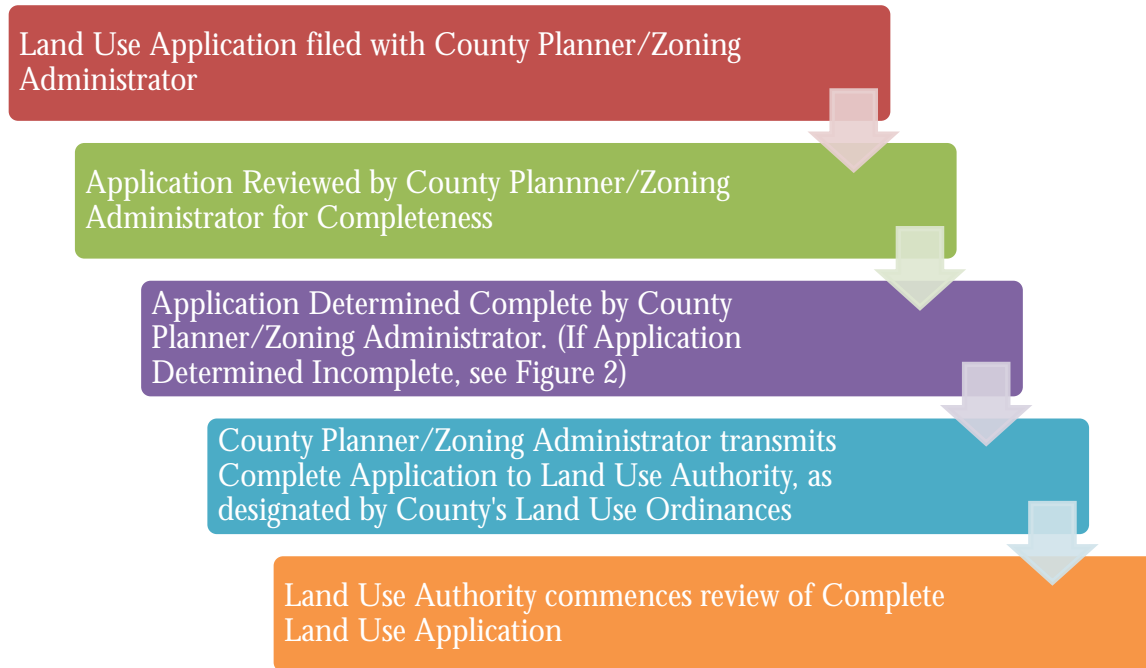 Land Use Application filed with County Planner/Zoning
Administrator
Application Reviewed by County Plannner/Zoning
Administrator for Completeness
Application Determined Complete by County
Planner/Zoning Administrator. (If Application
Determined Incomplete, see Figure 2)
County Planner/Zoning Administrator transmits
Complete Application to Land Use Authority, as
designated by County's Land Use Ordinances
Land Use Authority commences review of Complete
Land Use Application